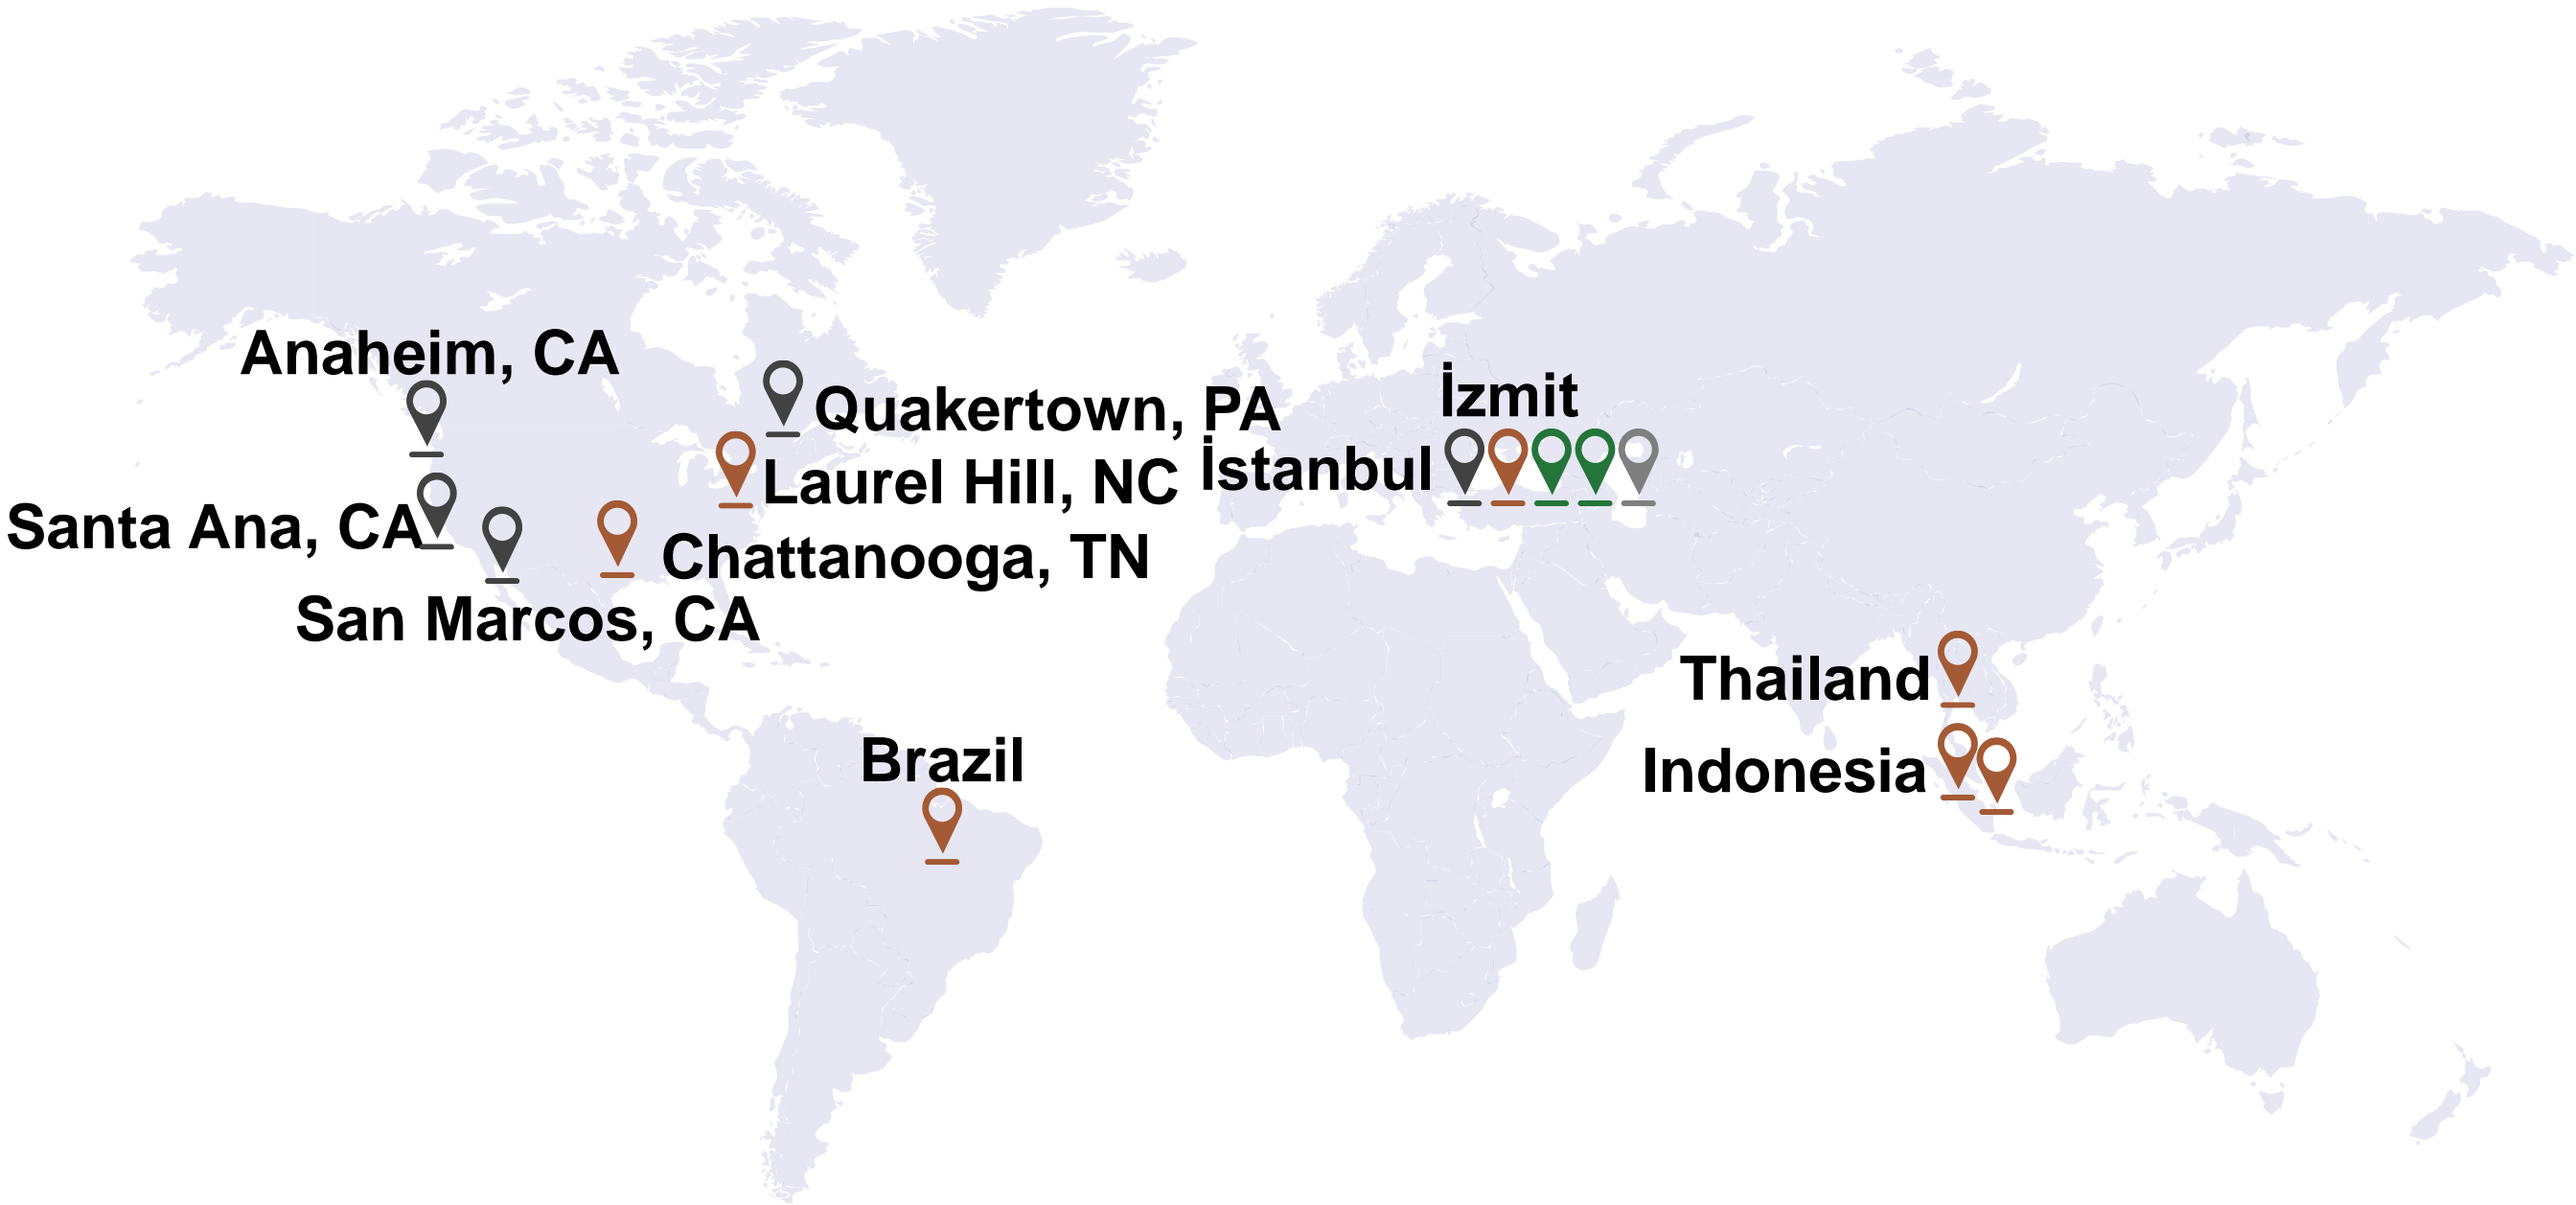 Anaheim, CA
Quakertown, PA
İzmit
Laurel Hill, NC
İstanbul
Santa Ana, CA
Chattanooga, TN
San Marcos, CA
Thailand
Brazil
Indonesia